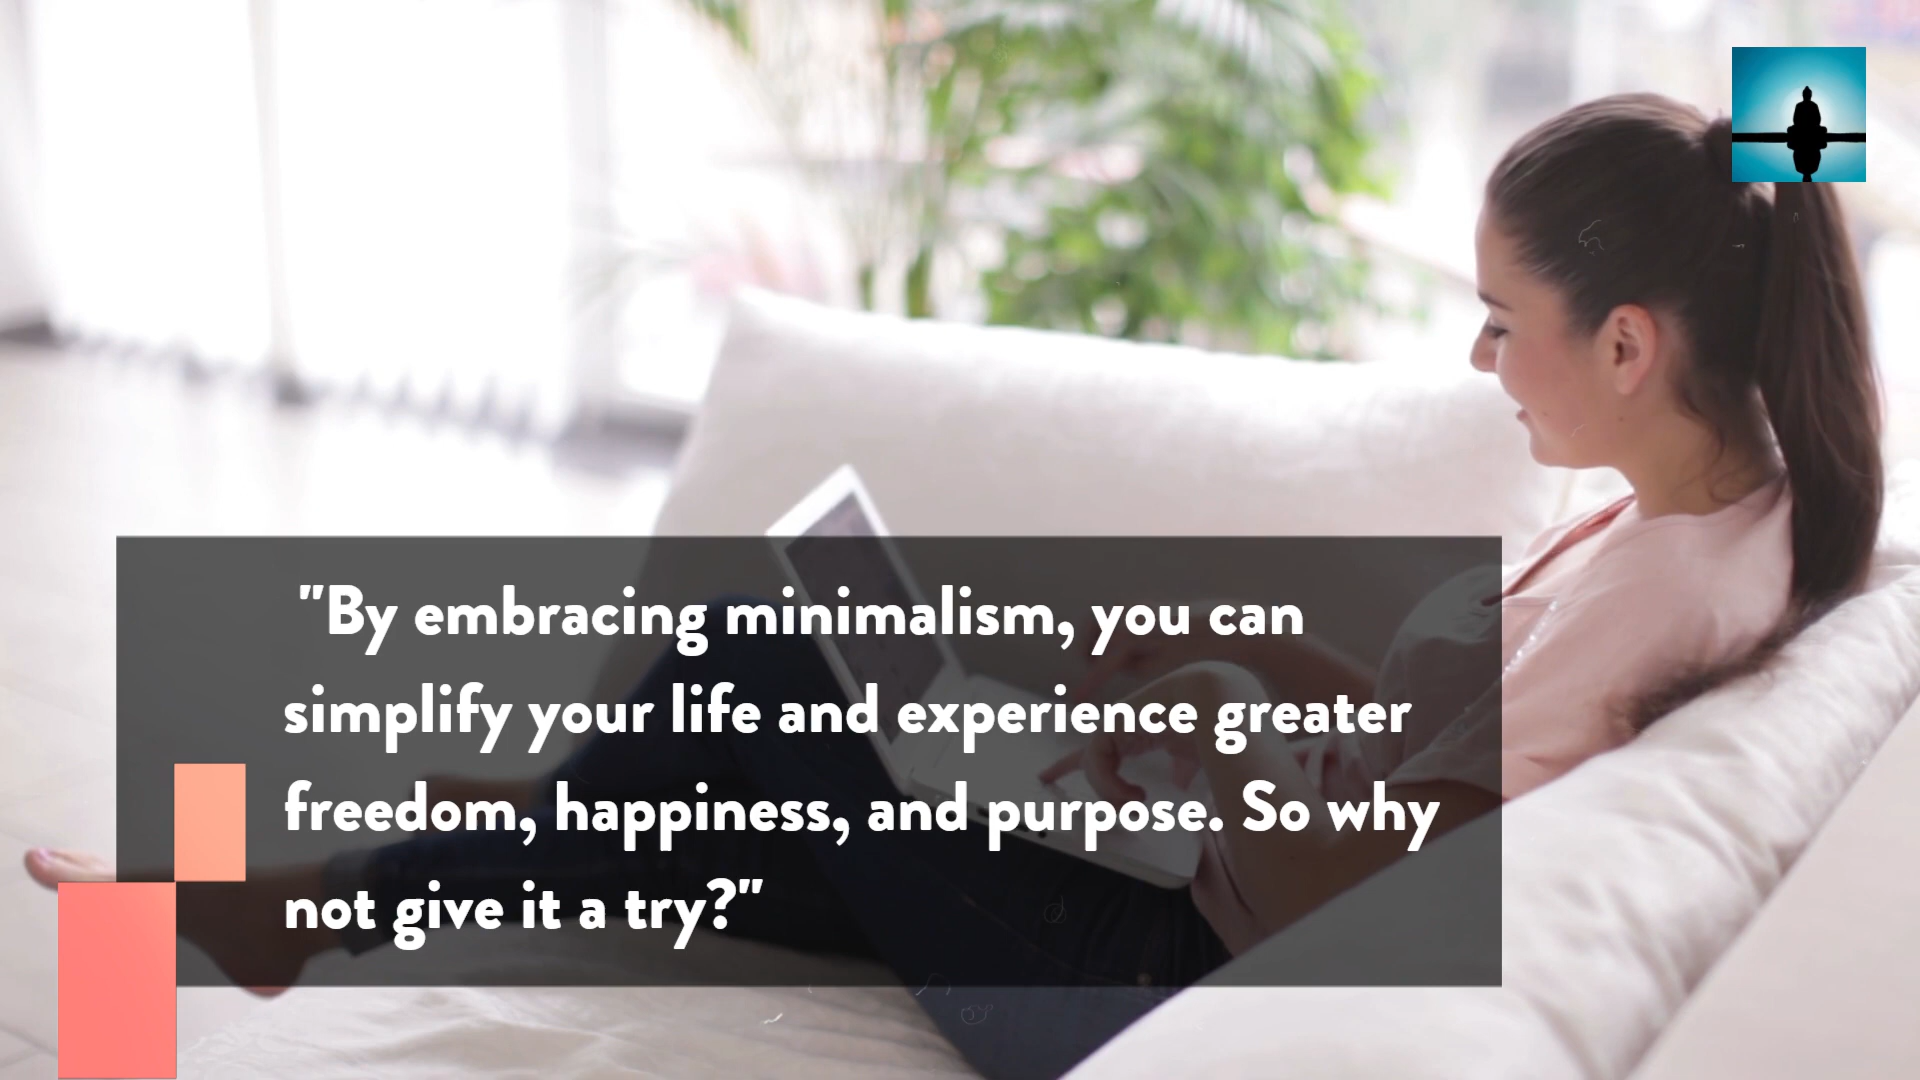 "By embracing minimalism, you can
simplify your life and experience greater
freedom, happiness, and purpose. So why
not give it a try?"